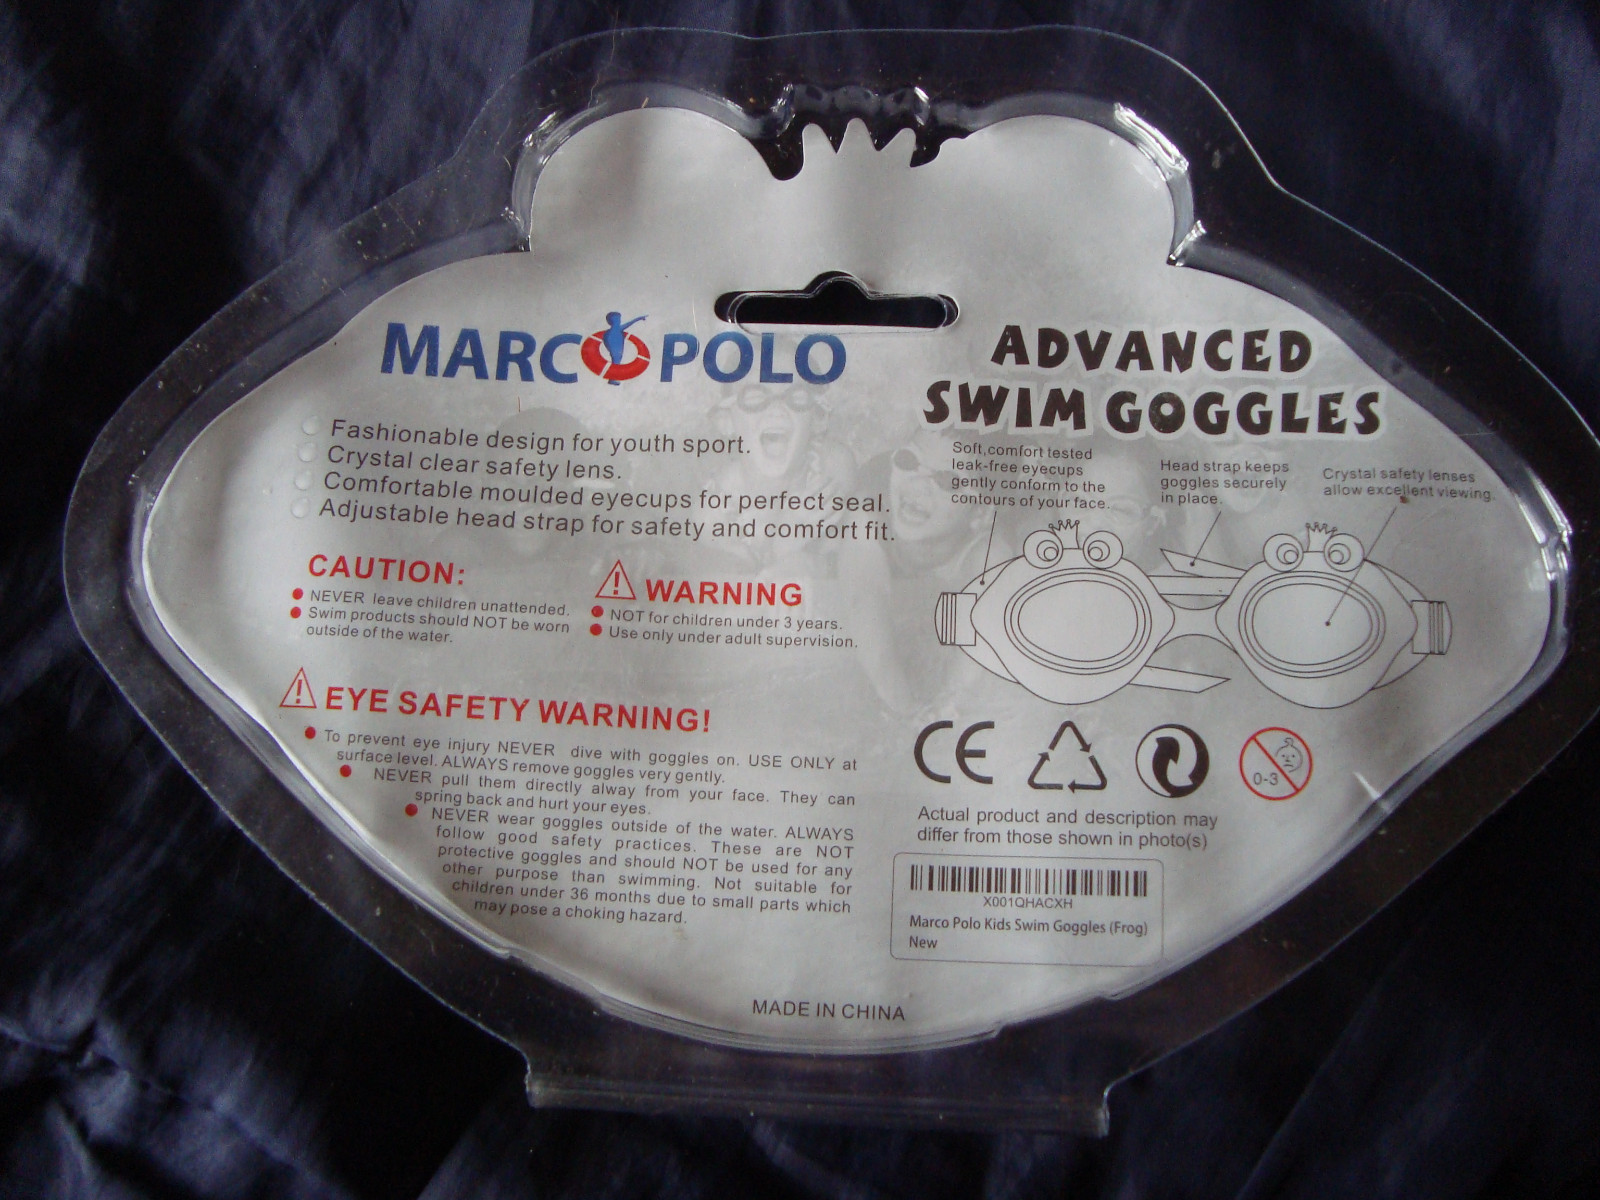 MARCO POLO
Fashionable design for youth sport.
Crystal clear safety lens.
Comfortable moulded eyecups for perfect seal.
Adjustable head strap for safety and comfort fit.
CAUTION:
NEVER leave children unattended.
Swim products should NOT be worn
outside of the water.
WARNING
NOT for children under 3 years.
Use only under adult supervision.
EYE SAFETY WARNING!
To prevent eye injury NEVER dive with goggles on. USE ONLY at
surface level. ALWAYS remove goggles very gently.
NEVER pull them directly alway from your face. They can
spring back and hurt your eyes.
NEVER wear goggles outside of the water. ALWAYS
follow good safety practices. These are NOT
protective goggles and should NOT be used for any
other purpose than swimming. Not suitable for
children under 36 months due to small parts which
may pose a choking hazard.
ADVANCED
SWIM GOGGLES
Soft,comfort tested
leak-free eyecups
gently conform to the
contours of your face.
Head strap keeps
goggles securely
in place.
Crystal safety lenses
allow excellent viewing.
CE
0-3
Actual product and description may
differ from those shown in photo(s)
X001QHACXH
Marco Polo Kids Swim Goggles (Frog)
New
MADE IN CHINA